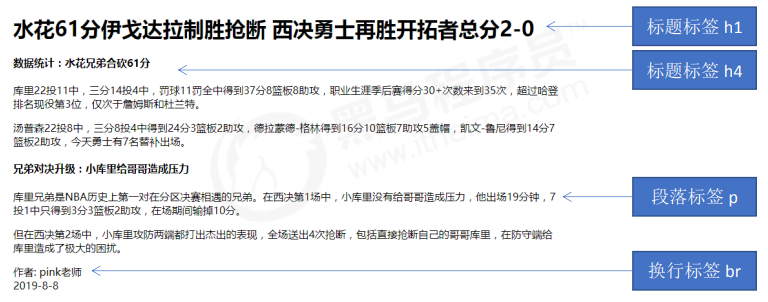 水花61分伊戈达拉制胜抢断 西决勇士再胜开拓者总分2-0
标题标签 h1
数据统计：水花兄弟合砍61分
标题标签 h4
库里22投11中，三分14投4中，罚球11罚全中得到37分8篮板8助攻，职业生涯季后赛得分30+次数来到35次，超过哈登
排名现役第3位，仅次于詹姆斯和杜兰特。
汤普森22投8中，三分8投4中得到24分3篮板2助攻，德拉蒙德-格林得到16分10篮板7助攻5盖帽，凯文-鲁尼得到14分7
篮板2助攻，今天勇士有7名替补出场。
兄弟对决升级：小库里给哥哥造成压力
库里兄弟是NBA历史上第一对在分区决赛相遇的兄弟。在西决第1场中，小库里没有给哥哥造成压力，他出场19分钟，7
投1中只得到3分3篮板2助攻，在场期间输掉10分。
段落标签 p
但在西决第2场中，小库里攻防两端都打出杰出的表现，全场送出4次抢断，包括直接抢断自己的哥哥库里，在防守端给
库里造成了极大的困扰。
作者: pink老师
2019-8-8
换行标签 br
黑马程序员
www.itheima.com